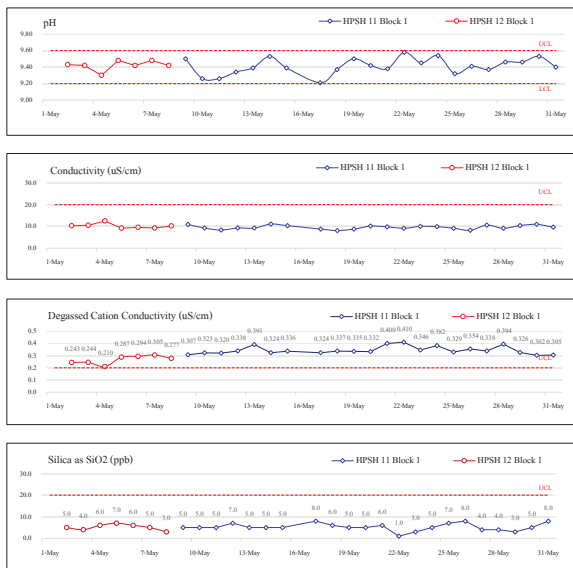 pH
HPSH 11 Block 1 HPSH 12 Block 1
9.80
9.60
9.40
9.20
9.00
UCL
LCL
1-May 4-May 7-May 10-May 13-May 16-May 19-May 22-May 25-May 28-May 31-May
Conductivity (uS/cm)
HPSH 11 Block 1 HPSH 12 Block 1
30.0
20.0
10.0
0.0
UCL
1-May 4-May 7-May 10-May 13-May 16-May 19-May 22-May 25-May 28-May 31-May
Degassed Cation Conductivity (uS/cm)
HPSH 11 Block 1 HPSH 12 Block 1
0.5
0.4
0.3
0.2
0.1
0.0
0.243 0.244 0.210 0.287 0.294 0.305 0.277 0.307 0.323 0.320 0.338 0.391 0.324 0.336 0.324 0.337 0.335 0.332 0.400 0.410 0.346 0.382 0.329 0.354 0.338 0.394 0.326 0.302 0.305
UCL
1-May 4-May 7-May 10-May 13-May 16-May 19-May 22-May 25-May 28-May 31-May
Silica as SiO2 (ppb)
HPSH 11 Block 1 HPSH 12 Block 1
30.0
20.0
10.0
0.0
UCL
5.0 4.0 6.0 7.0 6.0 5.0 3.0 5.0 5.0 5.0 7.0 5.0 5.0 5.0 8.0 6.0 5.0 5.0 6.0 1.0 3.0 5.0 7.0 8.0 4.0 4.0 3.0 5.0 8.0
1-May 4-May 7-May 10-May 13-May 16-May 19-May 22-May 25-May 28-May 31-May